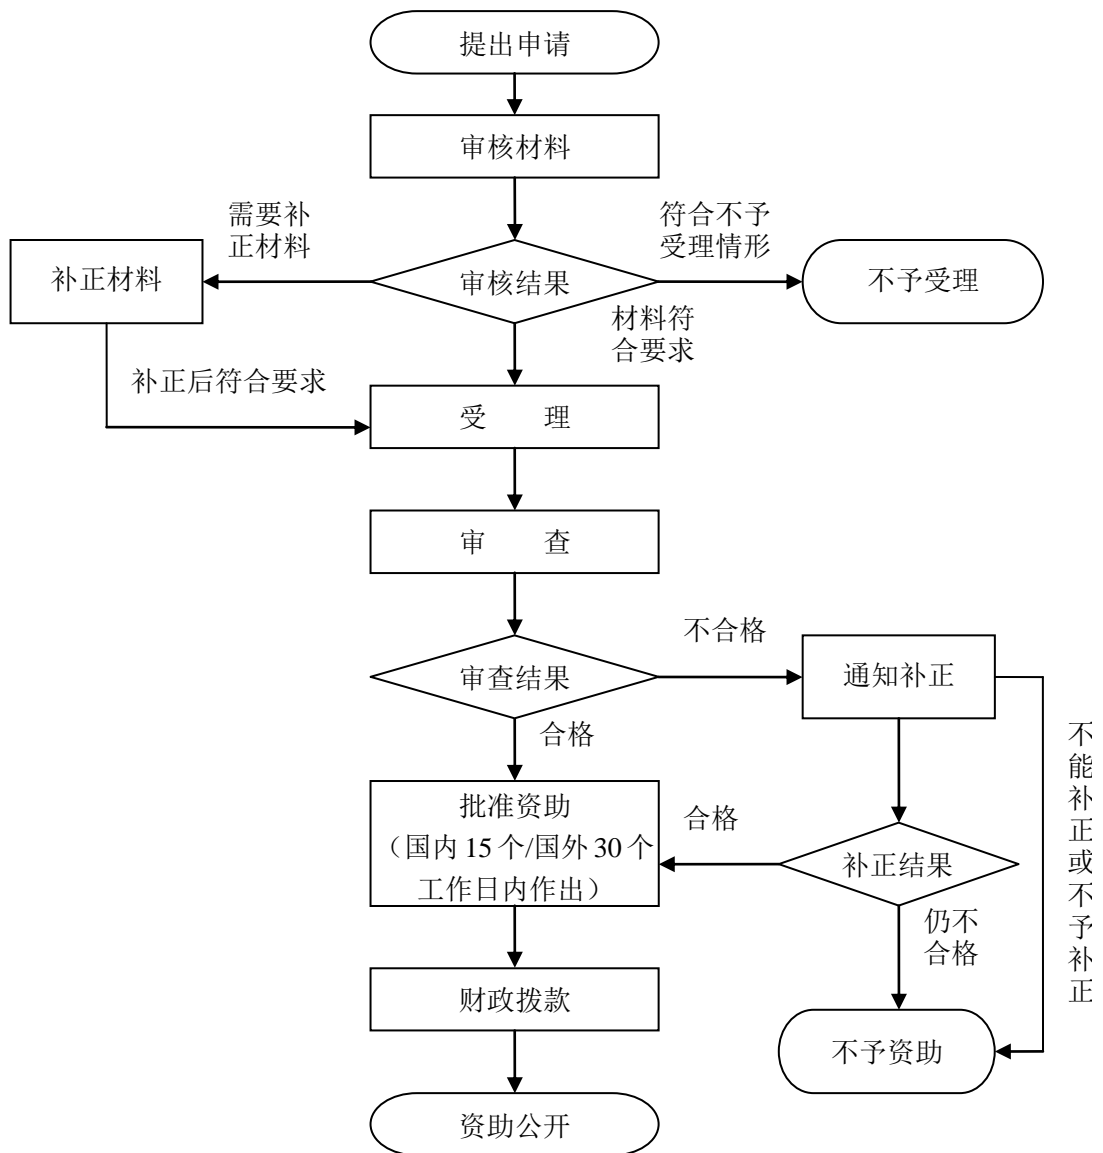 提出申请
审核材料
需要补
正材料
符合不予
受理情形
补正材料
审核结果
不予受理
材料符
合要求
补正后符合要求
受 理
审 查
不合格
审查结果
通知补正
合格
不能补正或不予补正
批准资助
（国内 15 个/国外 30 个
工作日内作出）
合格
补正结果
仍不
合格
财政拨款
不予资助
资助公开